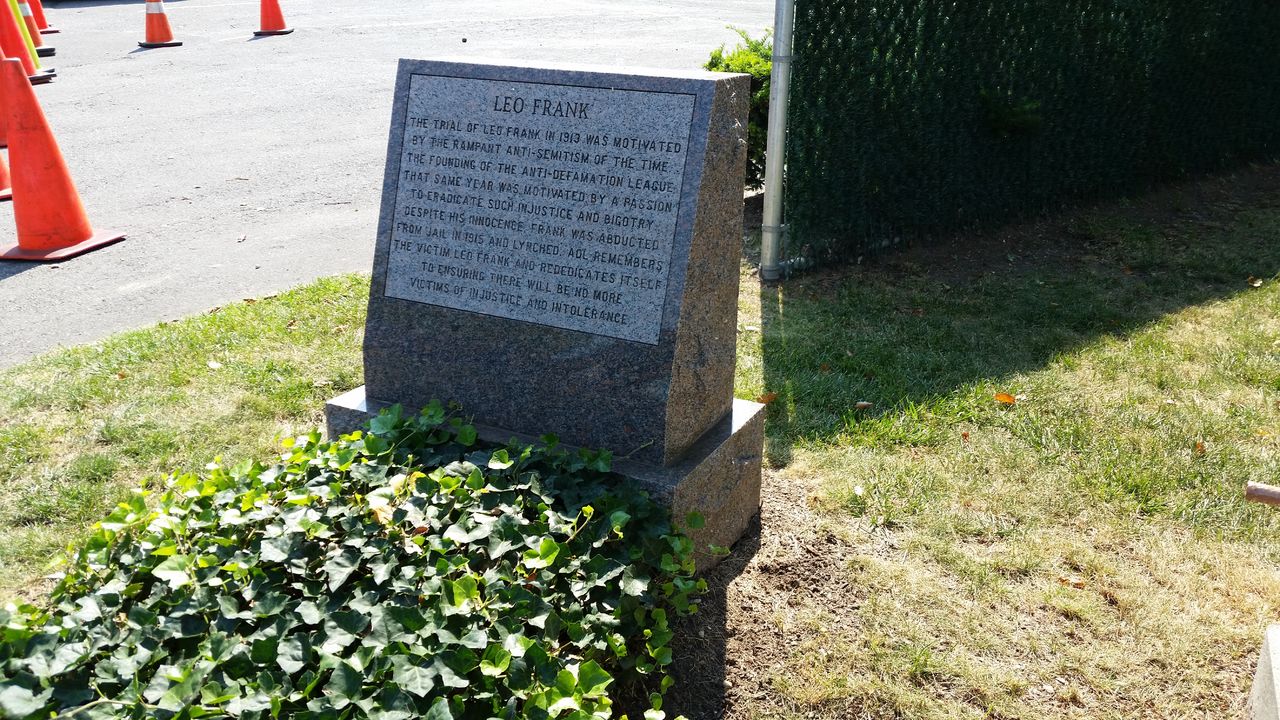 LEO FRANK
THE TRIAL OF LEO FRANK IN 1913 WAS MOTIVATED
BY THE RAMPANT ANTI-SEMITISM OF THE TIME.
THE FOUNDING OF THE ANTI-DEFAMATION LEAGUE
THAT SAME YEAR WAS MOTIVATED BY A PASSION
TO ERADICATE SUCH INJUSTICE AND BIGOTRY.
DESPITE HIS INNOCENCE, FRANK WAS ABDUCTED
FROM JAIL IN 1915 AND LYNCHED. ADL REMEMBERS
THE VICTIM LEO FRANK AND REDEDICATES ITSELF
TO ENSURING THERE WILL BE NO MORE
VICTIMS OF INJUSTICE AND INTOLERANCE.